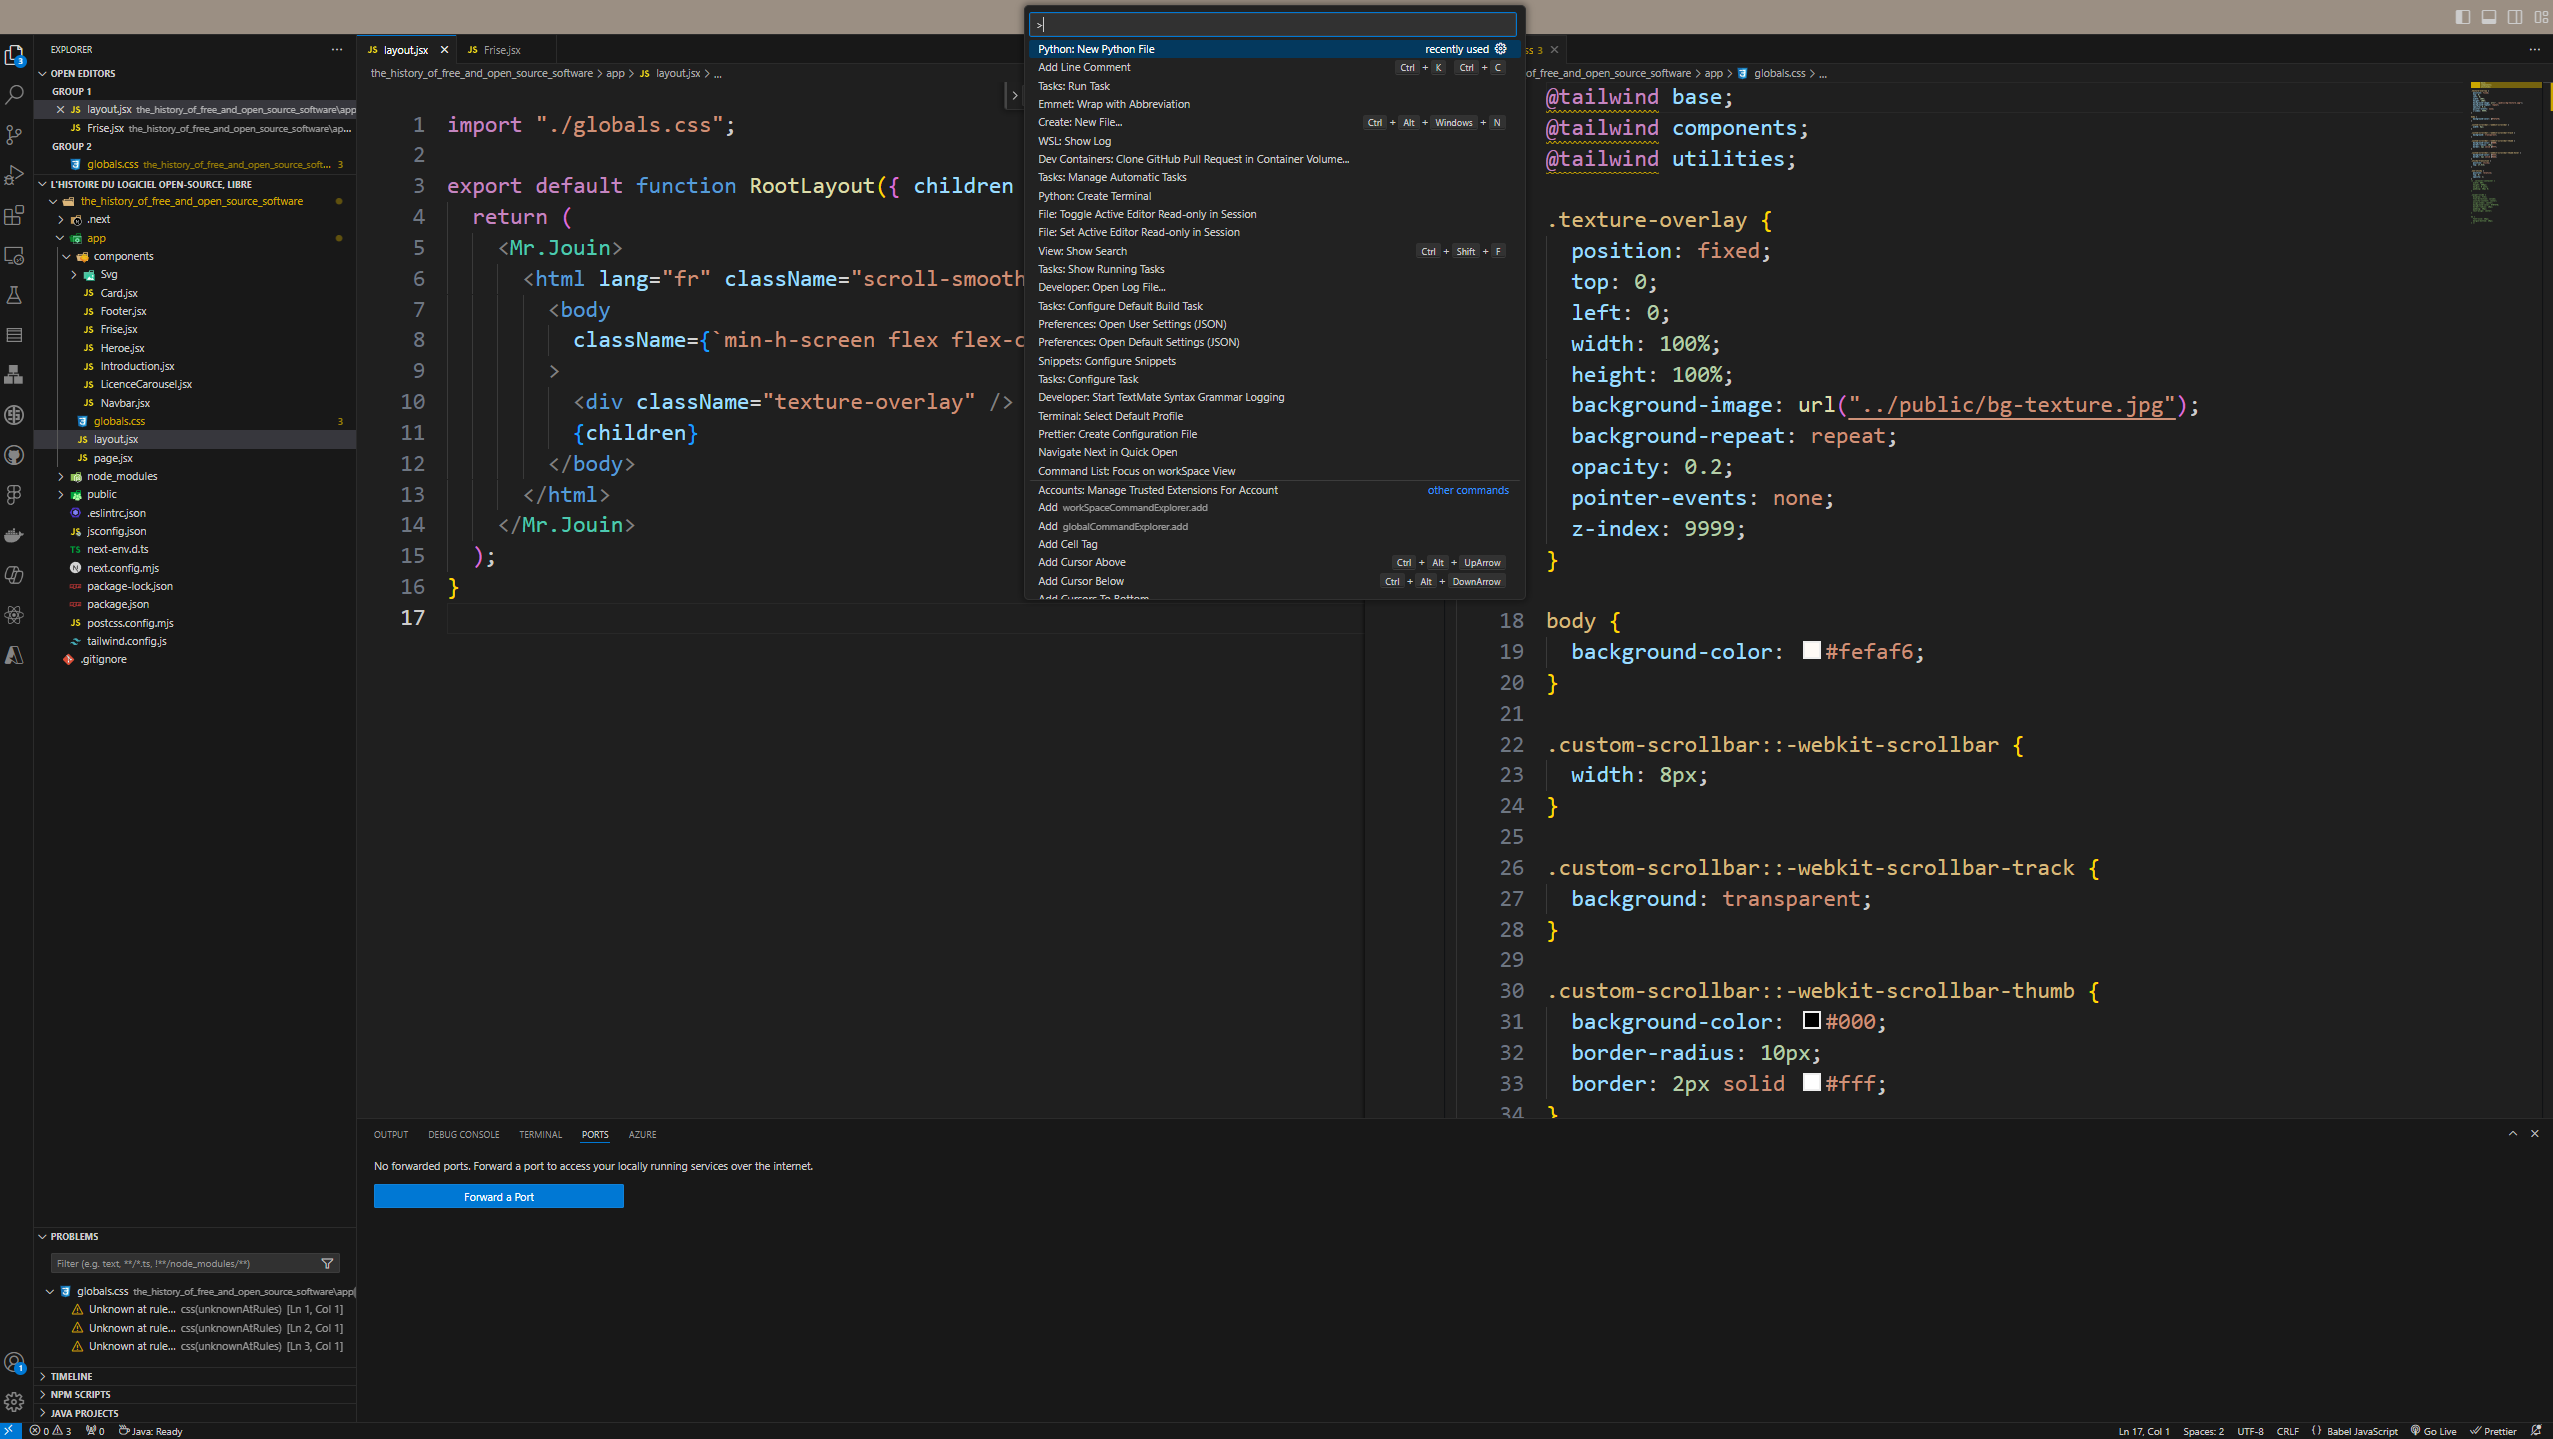 >
Python: New Python File recently used
Add Line Comment Ctrl + K Ctrl + C
Tasks: Run Task
Emmet: Wrap with Abbreviation
Create: New File... Ctrl + Alt + Windows + N
WSL: Show Log
Dev Containers: Clone GitHub Pull Request in Container Volume...
Tasks: Manage Automatic Tasks
Python: Create Terminal
File: Toggle Active Editor Read-only in Session
File: Set Active Editor Read-only in Session
View: Show Search Ctrl + Shift + F
Tasks: Show Running Tasks
Developer: Open Log File...
Tasks: Configure Default Build Task
Preferences: Open User Settings (JSON)
Preferences: Open Default Settings (JSON)
Snippets: Configure Snippets
Tasks: Configure Task
Developer: Start TextMate Syntax Grammar Logging
Terminal: Select Default Profile
Prettier: Create Configuration File
Navigate Next in Quick Open
Command List: Focus on workSpace View
Accounts: Manage Trusted Extensions For Account other commands
Add workSpaceCommandExplorer.add
Add globalCommandExplorer.add
Add Cell Tag
Add Cursor Above Ctrl + Alt + UpArrow
Add Cursor Below Ctrl + Alt + DownArrow
Add Cursors To Bottom
3
EXPLORER ...
OPEN EDITORS
GROUP 1
JS layout.jsx the_history_of_free_and_open_source_software\app
JS Frise.jsx the_history_of_free_and_open_source_software\ap...
GROUP 2
globals.css the_history_of_free_and_open_source_soft... 3
L'HISTOIRE DU LOGICIEL OPEN-SOURCE, LIBRE
the_history_of_free_and_open_source_software
.next
app
components
Svg
JS Card.jsx
JS Footer.jsx
JS Frise.jsx
JS Heroe.jsx
JS Introduction.jsx
JS LicenceCarousel.jsx
JS Navbar.jsx
globals.css 3
JS layout.jsx
JS page.jsx
node_modules
public
.eslintrc.json
JS jsconfig.json
TS next-env.d.ts
N next.config.mjs
package-lock.json
package.json
JS postcss.config.mjs
tailwind.config.js
.gitignore
PROBLEMS
Filter (e.g. text, **/*.ts, !**/node_modules/**)
globals.css the_history_of_free_and_open_source_software\app
Unknown at rule... css(unknownAtRules) [Ln 1, Col 1]
Unknown at rule... css(unknownAtRules) [Ln 2, Col 1]
Unknown at rule... css(unknownAtRules) [Ln 3, Col 1]
TIMELINE
NPM SCRIPTS
JAVA PROJECTS
1
JS layout.jsx JS Frise.jsx
the_history_of_free_and_open_source_software > app > JS layout.jsx > ...
1 import "./globals.css";
2
3 export default function RootLayout({ children
4 return (
5 <Mr.Jouin>
6 <html lang="fr" className="scroll-smooth
7 <body
8 className={`min-h-screen flex flex-c
9 >
10 <div className="texture-overlay" />
11 {children}
12 </body>
13 </html>
14 </Mr.Jouin>
15 );
16 }
17
ss 3 ...
of_free_and_open_source_software > app > globals.css > ...
@tailwind base;
@tailwind components;
@tailwind utilities;
.texture-overlay {
position: fixed;
top: 0;
left: 0;
width: 100%;
height: 100%;
background-image: url("../public/bg-texture.jpg");
background-repeat: repeat;
opacity: 0.2;
pointer-events: none;
z-index: 9999;
}
18 body {
19 background-color: #fefaf6;
20 }
21
22 .custom-scrollbar::-webkit-scrollbar {
23 width: 8px;
24 }
25
26 .custom-scrollbar::-webkit-scrollbar-track {
27 background: transparent;
28 }
29
30 .custom-scrollbar::-webkit-scrollbar-thumb {
31 background-color: #000;
32 border-radius: 10px;
33 border: 2px solid #fff;
34 }
OUTPUT DEBUG CONSOLE TERMINAL PORTS AZURE
No forwarded ports. Forward a port to access your locally running services over the internet.
Forward a Port
0 3 0 Java: Ready
Ln 17, Col 1 Spaces: 2 UTF-8 CRLF {} Babel JavaScript Go Live Prettier